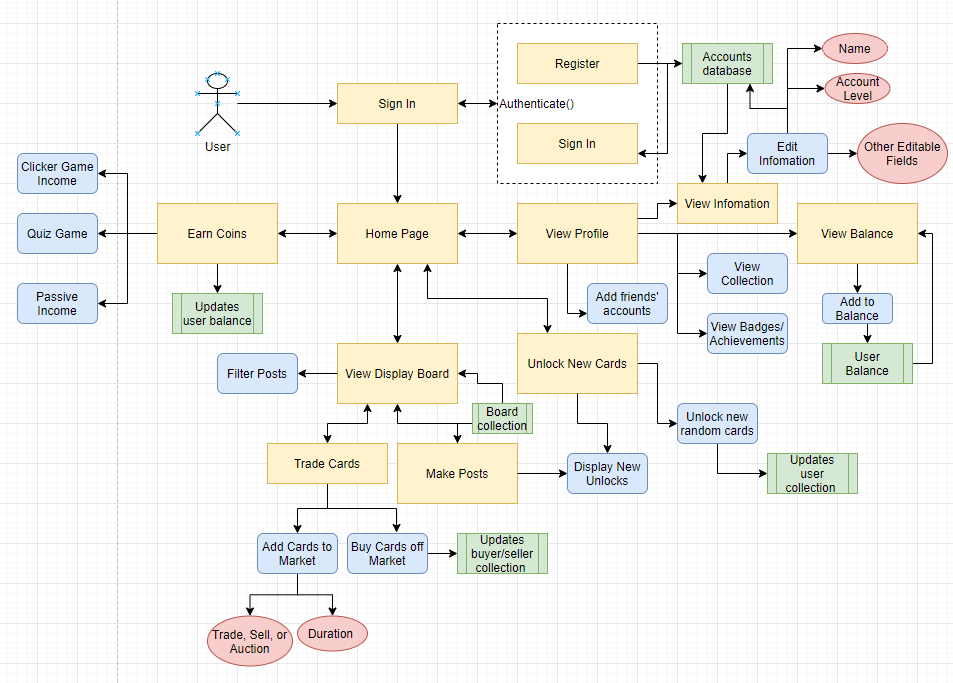 Register
Accounts
database
Name
Account
Level
Sign In
Authenticate()
User
Sign In
Edit
Infomation
Other Editable
Fields
Clicker Game
Income
View Infomation
Quiz Game
Earn Coins
Home Page
View Profile
View Balance
View
Collection
Passive
Income
Updates
user balance
Add friends'
accounts
Add to
Balance
View Badges/
Achievements
Filter Posts
View Display Board
Unlock New Cards
User
Balance
Board
collection
Unlock new
random cards
Trade Cards
Make Posts
Display New
Unlocks
Updates
user
collection
Add Cards to
Market
Buy Cards off
Market
Updates
buyer/seller
collection
Trade, Sell, or
Auction
Duration